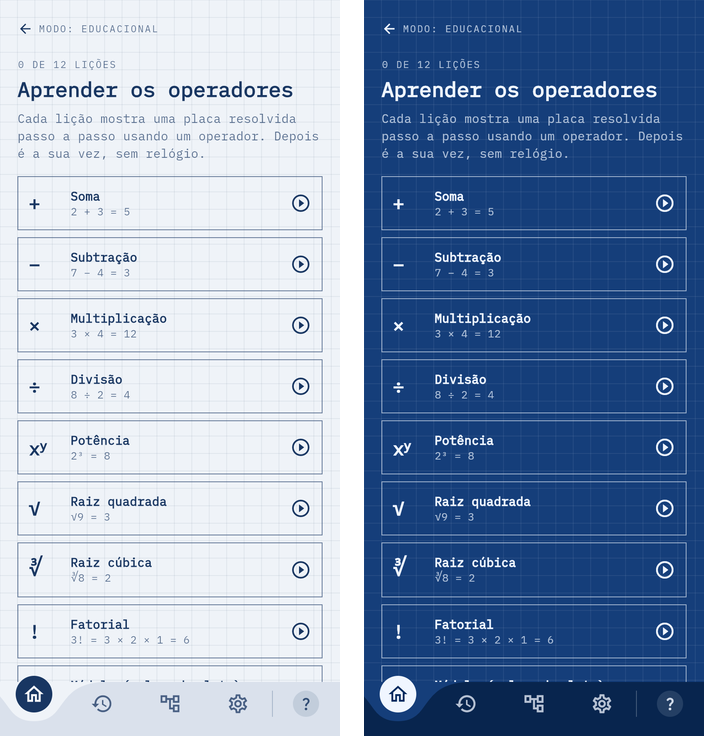 MODO: EDUCACIONAL
0 DE 12 LIÇÕES
Aprender os operadores
Cada lição mostra uma placa resolvida
passo a passo usando um operador. Depois
é a sua vez, sem relógio.
+
Soma
2 + 3 = 5
−
Subtração
7 − 4 = 3
×
Multiplicação
3 × 4 = 12
÷
Divisão
8 ÷ 2 = 4
xʸ
Potência
2³ = 8
√
Raiz quadrada
√9 = 3
∛
Raiz cúbica
∛8 = 2
!
Fatorial
3! = 3 × 2 × 1 = 6
?
MODO: EDUCACIONAL
0 DE 12 LIÇÕES
Aprender os operadores
Cada lição mostra uma placa resolvida
passo a passo usando um operador. Depois
é a sua vez, sem relógio.
+
Soma
2 + 3 = 5
−
Subtração
7 − 4 = 3
×
Multiplicação
3 × 4 = 12
÷
Divisão
8 ÷ 2 = 4
xʸ
Potência
2³ = 8
√
Raiz quadrada
√9 = 3
∛
Raiz cúbica
∛8 = 2
!
Fatorial
3! = 3 × 2 × 1 = 6
?